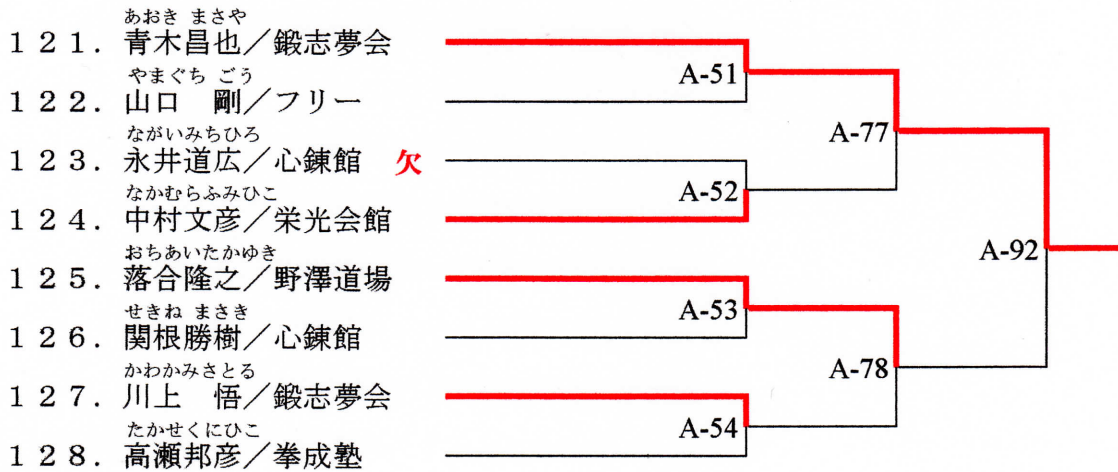 あおき まさや
121. 青木昌也／鍛志夢会
やまぐち ごう
122. 山口　剛／フリー
ながいみちひろ
123. 永井道広／心錬館 欠
なかむらふみひこ
124. 中村文彦／栄光会館
おちあいたかゆき
125. 落合隆之／野澤道場
せきね まさき
126. 関根勝樹／心錬館
かわかみさとる
127. 川上　悟／鍛志夢会
たかせくにひこ
128. 高瀬邦彦／拳成塾
A-51
A-52
A-53
A-54
A-77
A-78
A-92